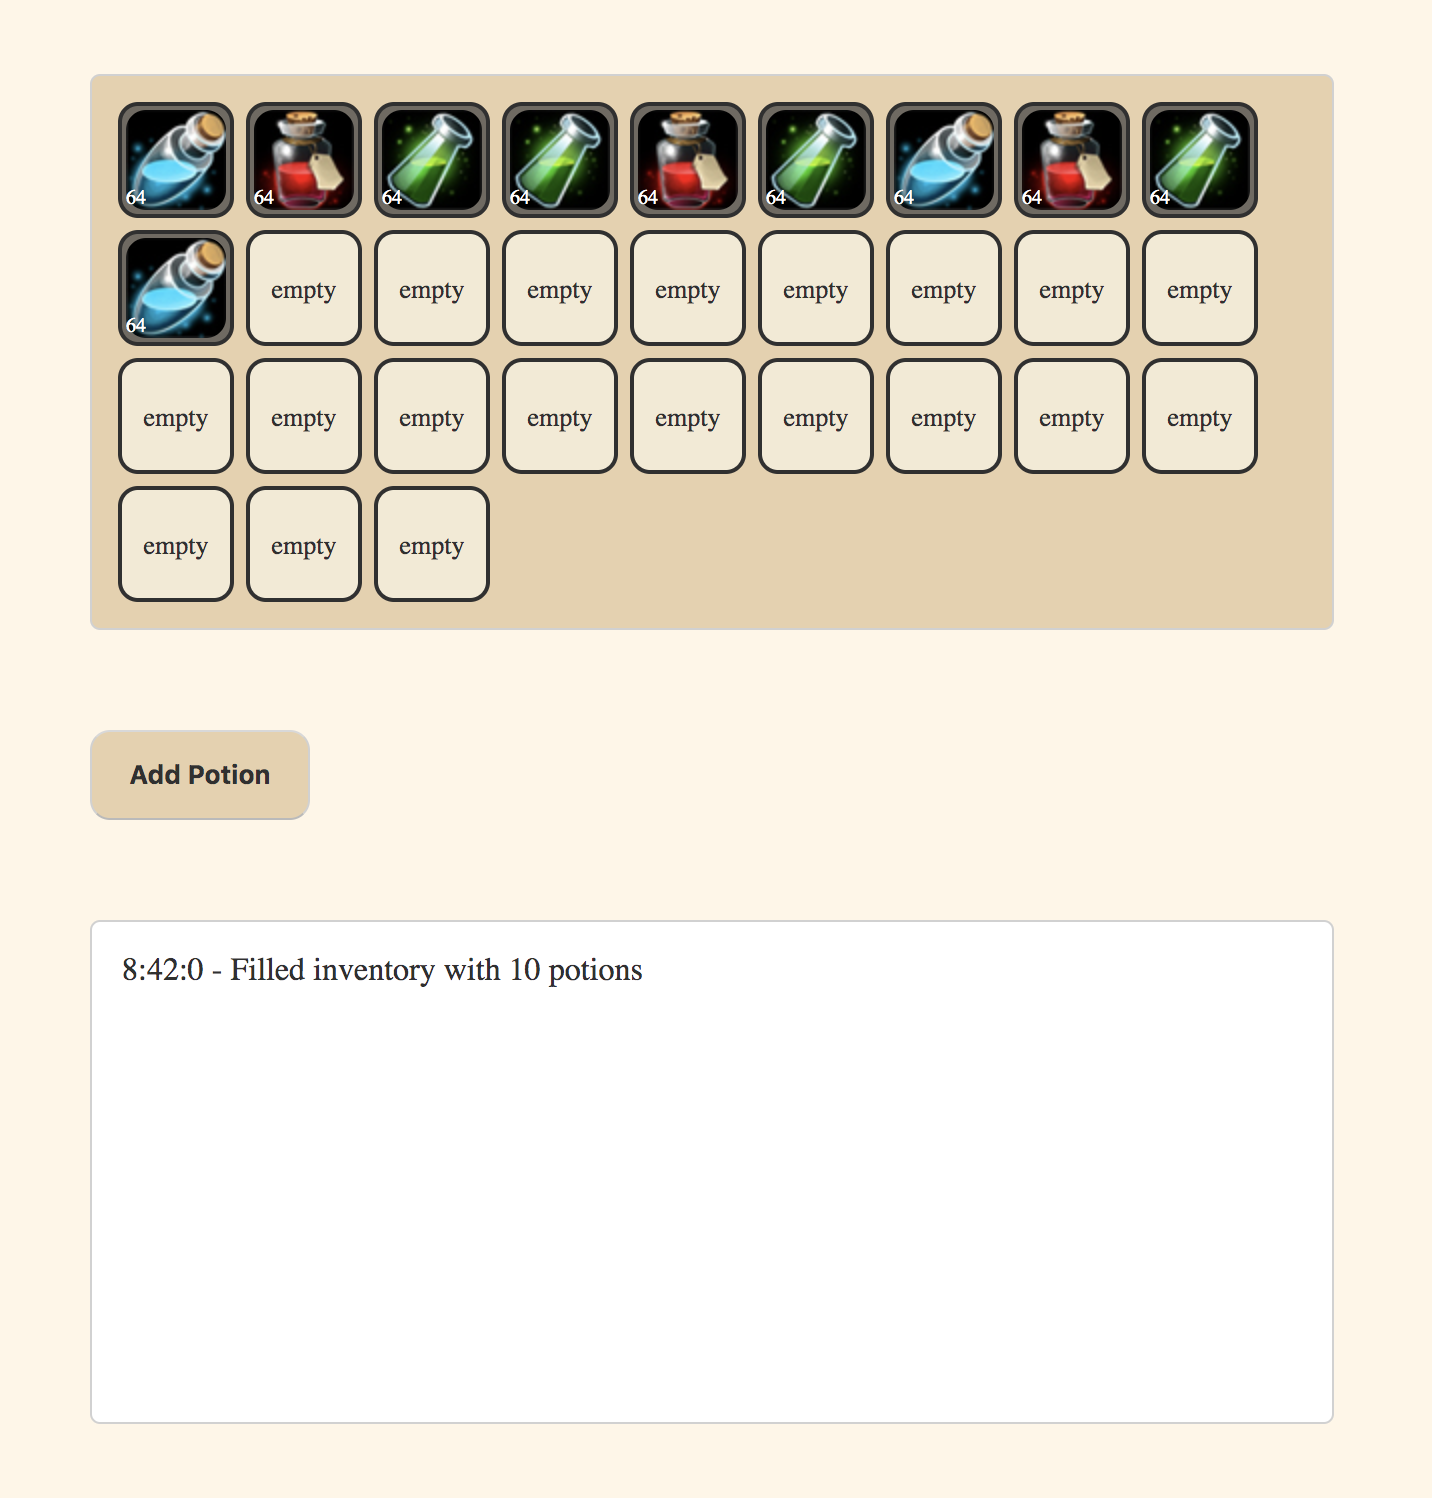 64 64 64 64 64 64 64 64 64
64 empty empty empty empty empty empty empty empty
empty empty empty empty empty empty empty empty empty
empty empty empty
Add Potion
8:42:0 - Filled inventory with 10 potions